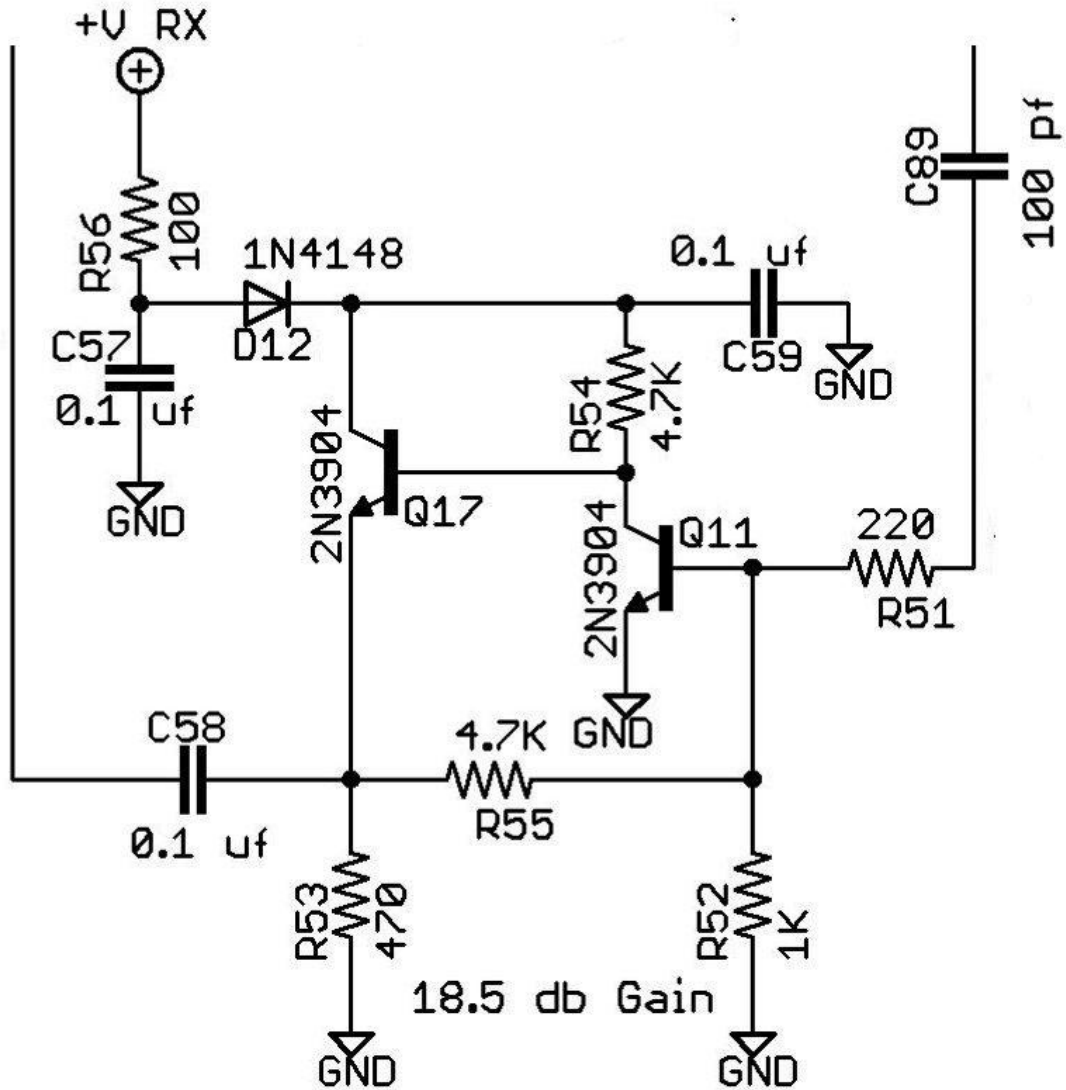 +V RX
R56
100
1N4148
D12
C57
0.1 uf
GND
2N3904
Q17
0.1 uf
C59
GND
R54
4.7K
C89
100 pf
2N3904
Q11
GND
220
R51
C58
0.1 uf
4.7K
R55
R53
470
R52
1K
18.5 db Gain
GND
GND